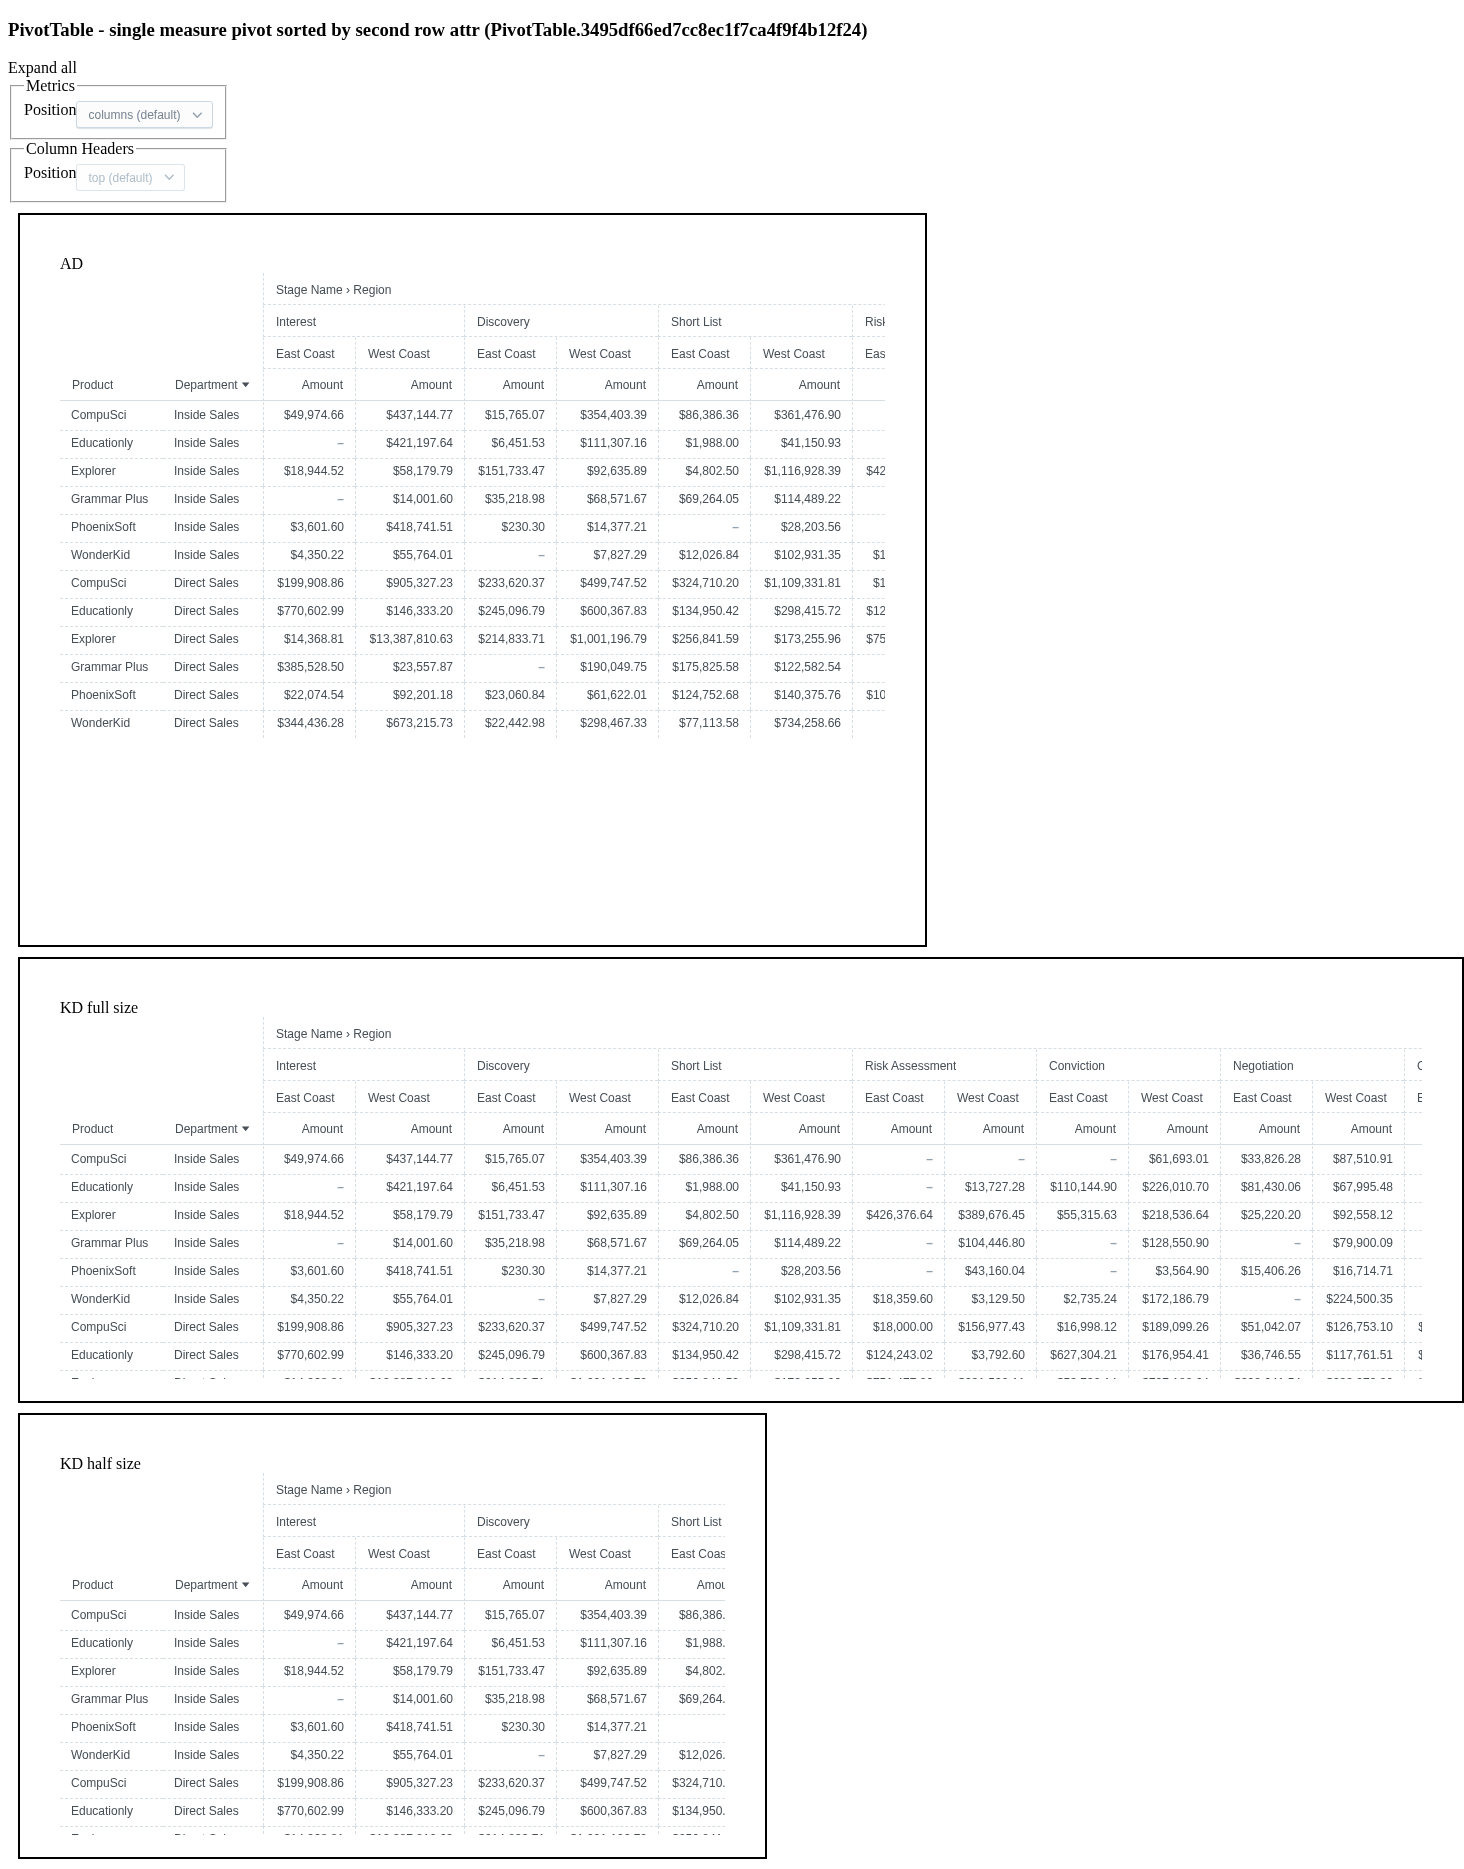 PivotTable - single measure pivot sorted by second row attr (PivotTable.3495df66ed7cc8ec1f7ca4f9f4b12f24)
Expand all
Metrics
Position columns (default)
Column Headers
Position top (default)
AD
Stage Name › Region
Interest Discovery Short List Risk
East Coast West Coast East Coast West Coast East Coast West Coast Eas
Product Department Amount Amount Amount Amount Amount Amount
CompuSci Inside Sales $49,974.66 $437,144.77 $15,765.07 $354,403.39 $86,386.36 $361,476.90
Educationly Inside Sales – $421,197.64 $6,451.53 $111,307.16 $1,988.00 $41,150.93
Explorer Inside Sales $18,944.52 $58,179.79 $151,733.47 $92,635.89 $4,802.50 $1,116,928.39 $42
Grammar Plus Inside Sales – $14,001.60 $35,218.98 $68,571.67 $69,264.05 $114,489.22
PhoenixSoft Inside Sales $3,601.60 $418,741.51 $230.30 $14,377.21 – $28,203.56
WonderKid Inside Sales $4,350.22 $55,764.01 – $7,827.29 $12,026.84 $102,931.35 $1
CompuSci Direct Sales $199,908.86 $905,327.23 $233,620.37 $499,747.52 $324,710.20 $1,109,331.81 $1
Educationly Direct Sales $770,602.99 $146,333.20 $245,096.79 $600,367.83 $134,950.42 $298,415.72 $12
Explorer Direct Sales $14,368.81 $13,387,810.63 $214,833.71 $1,001,196.79 $256,841.59 $173,255.96 $75
Grammar Plus Direct Sales $385,528.50 $23,557.87 – $190,049.75 $175,825.58 $122,582.54
PhoenixSoft Direct Sales $22,074.54 $92,201.18 $23,060.84 $61,622.01 $124,752.68 $140,375.76 $10
WonderKid Direct Sales $344,436.28 $673,215.73 $22,442.98 $298,467.33 $77,113.58 $734,258.66
KD full size
Stage Name › Region
Interest Discovery Short List Risk Assessment Conviction Negotiation
East Coast West Coast East Coast West Coast East Coast West Coast East Coast West Coast East Coast West Coast East Coast West Coast
Product Department Amount Amount Amount Amount Amount Amount Amount Amount Amount Amount Amount Amount
CompuSci Inside Sales $49,974.66 $437,144.77 $15,765.07 $354,403.39 $86,386.36 $361,476.90 – – – $61,693.01 $33,826.28 $87,510.91
Educationly Inside Sales – $421,197.64 $6,451.53 $111,307.16 $1,988.00 $41,150.93 – $13,727.28 $110,144.90 $226,010.70 $81,430.06 $67,995.48
Explorer Inside Sales $18,944.52 $58,179.79 $151,733.47 $92,635.89 $4,802.50 $1,116,928.39 $426,376.64 $389,676.45 $55,315.63 $218,536.64 $25,220.20 $92,558.12
Grammar Plus Inside Sales – $14,001.60 $35,218.98 $68,571.67 $69,264.05 $114,489.22 – $104,446.80 – $128,550.90 – $79,900.09
PhoenixSoft Inside Sales $3,601.60 $418,741.51 $230.30 $14,377.21 – $28,203.56 – $43,160.04 – $3,564.90 $15,406.26 $16,714.71
WonderKid Inside Sales $4,350.22 $55,764.01 – $7,827.29 $12,026.84 $102,931.35 $18,359.60 $3,129.50 $2,735.24 $172,186.79 – $224,500.35
CompuSci Direct Sales $199,908.86 $905,327.23 $233,620.37 $499,747.52 $324,710.20 $1,109,331.81 $18,000.00 $156,977.43 $16,998.12 $189,099.26 $51,042.07 $126,753.10
Educationly Direct Sales $770,602.99 $146,333.20 $245,096.79 $600,367.83 $134,950.42 $298,415.72 $124,243.02 $3,792.60 $627,304.21 $176,954.41 $36,746.55 $117,761.51
KD half size
Stage Name › Region
Interest Discovery Short List
East Coast West Coast East Coast West Coast East Coas
Product Department Amount Amount Amount Amount Amou
CompuSci Inside Sales $49,974.66 $437,144.77 $15,765.07 $354,403.39 $86,386.
Educationly Inside Sales – $421,197.64 $6,451.53 $111,307.16 $1,988.
Explorer Inside Sales $18,944.52 $58,179.79 $151,733.47 $92,635.89 $4,802.
Grammar Plus Inside Sales – $14,001.60 $35,218.98 $68,571.67 $69,264.
PhoenixSoft Inside Sales $3,601.60 $418,741.51 $230.30 $14,377.21
WonderKid Inside Sales $4,350.22 $55,764.01 – $7,827.29 $12,026.
CompuSci Direct Sales $199,908.86 $905,327.23 $233,620.37 $499,747.52 $324,710.
Educationly Direct Sales $770,602.99 $146,333.20 $245,096.79 $600,367.83 $134,950.